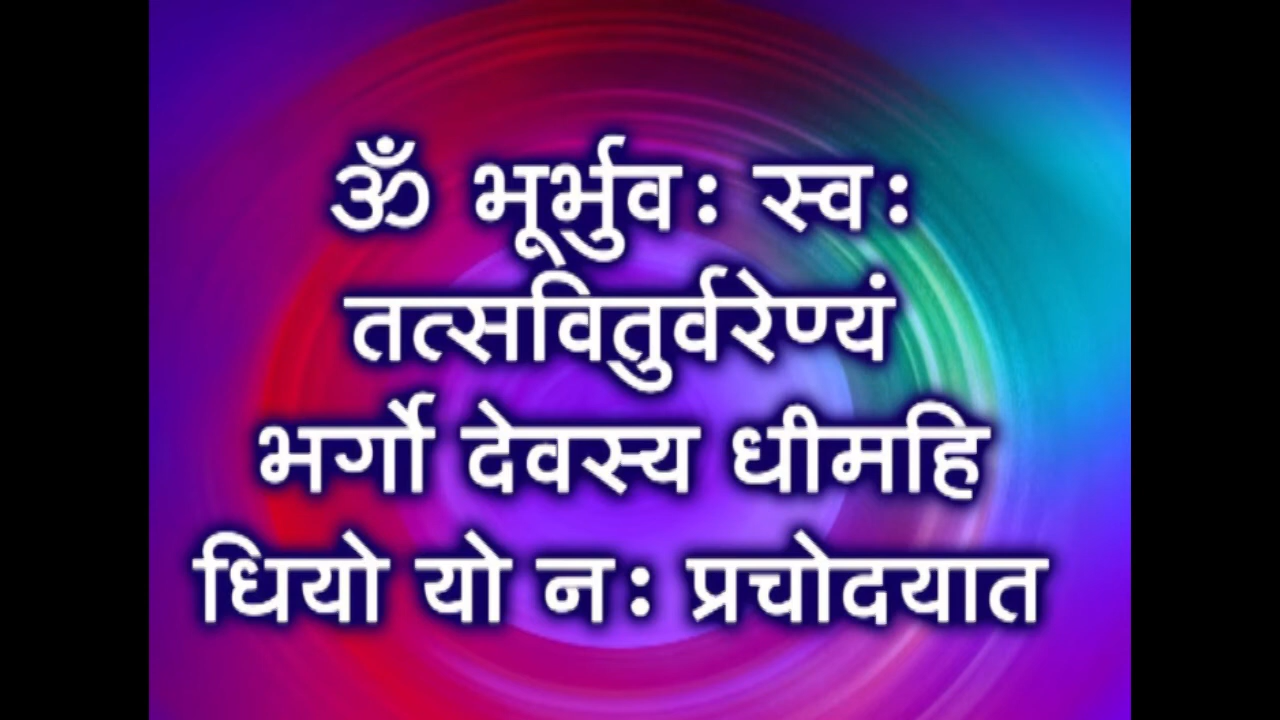 ॐ भूर्भुवः स्वः
तत्सवितुर्वरेण्यं
भर्गो देवस्य धीमहि
धियो यो नः प्रचोदयात